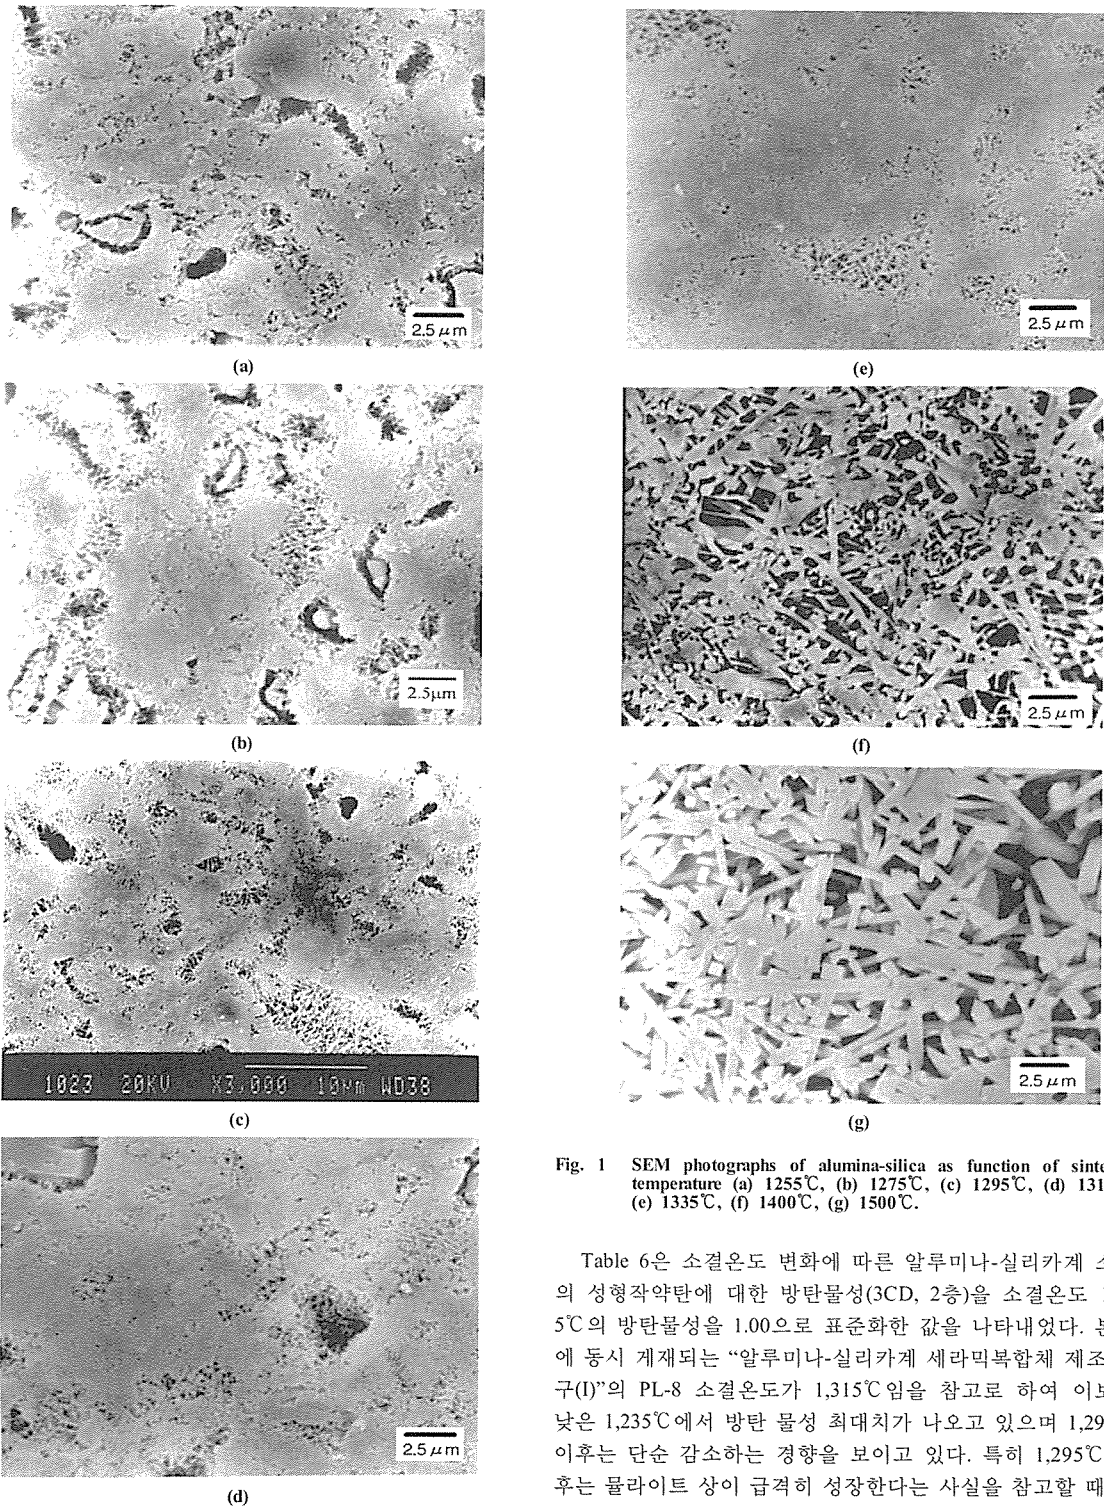 2.5 μm
(a)
2.5μm
(b)
1023 20KV X3,000 10μm WD38
(c)
2.5 μm
(d)
2.5 μm
(e)
2.5 μm
(f)
2.5 μm
(g)
Fig. 1 SEM photographs of alumina-silica as function of
temperature (a) 1255℃, (b) 1275℃, (c) 1295℃, (d)
(e) 1335℃, (f) 1400℃, (g) 1500℃.
Table 6은 소결온도 변화에 따른 알루미나-실리카계
의 성형작약탄에 대한 방탄물성(3CD, 2층)을 소결온도
5℃의 방탄물성을 1.00으로 표준화한 값을 나타내었다.
에 동시 게재되는 “알루미나-실리카계 세라믹복합체 제조
구(I)”의 PL-8 소결온도가 1,315℃임을 참고로 하여
낮은 1,235℃에서 방탄 물성 최대치가 나오고 있으며
이후는 단순 감소하는 경향을 보이고 있다. 특히 1,295℃
후는 뮬라이트 상이 급격히 성장한다는 사실을 참고할 때